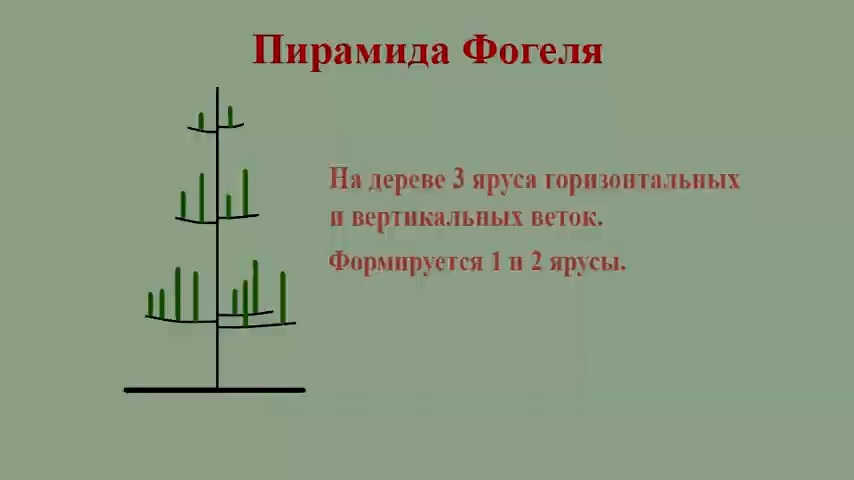 Пирамида Фогеля
На дереве 3 яруса горизонтальных
и вертикальных веток.
Формируется 1 и 2 ярусы.